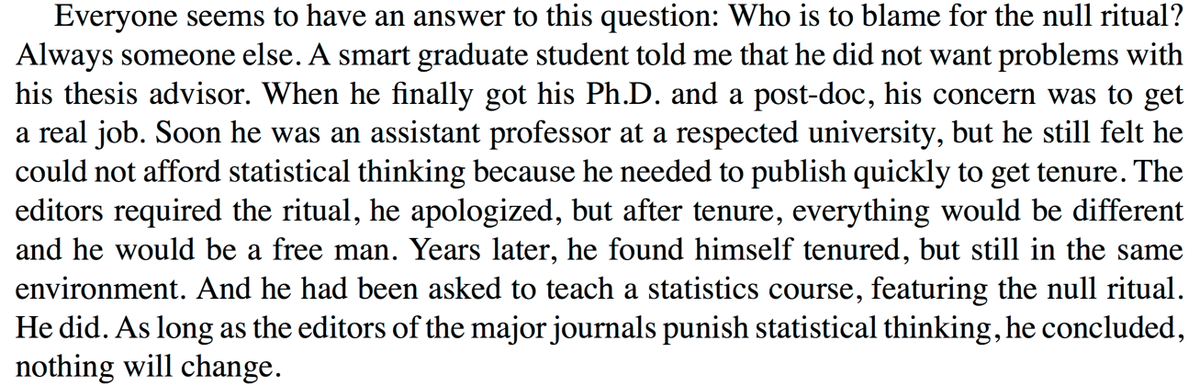 Everyone seems to have an answer to this question: Who is to blame for the null ritual?
Always someone else. A smart graduate student told me that he did not want problems with
his thesis advisor. When he finally got his Ph.D. and a post-doc, his concern was to get
a real job. Soon he was an assistant professor at a respected university, but he still felt he
could not afford statistical thinking because he needed to publish quickly to get tenure. The
editors required the ritual, he apologized, but after tenure, everything would be different
and he would be a free man. Years later, he found himself tenured, but still in the same
environment. And he had been asked to teach a statistics course, featuring the null ritual.
He did. As long as the editors of the major journals punish statistical thinking, he concluded,
nothing will change.